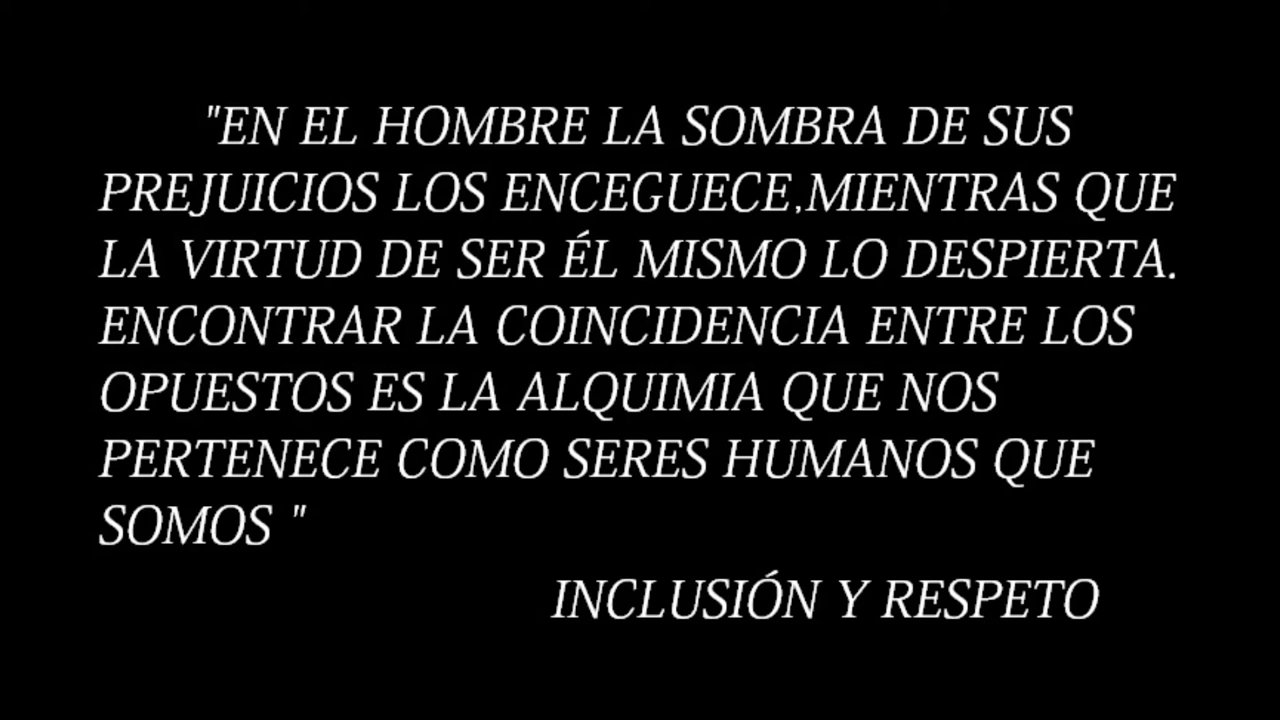 "EN EL HOMBRE LA SOMBRA DE SUS
PREJUICIOS LOS ENCEGUECE,MIENTRAS QUE
LA VIRTUD DE SER ÉL MISMO LO DESPIERTA.
ENCONTRAR LA COINCIDENCIA ENTRE LOS
OPUESTOS ES LA ALQUIMIA QUE NOS
PERTENECE COMO SERES HUMANOS QUE
SOMOS "
INCLUSIÓN Y RESPETO